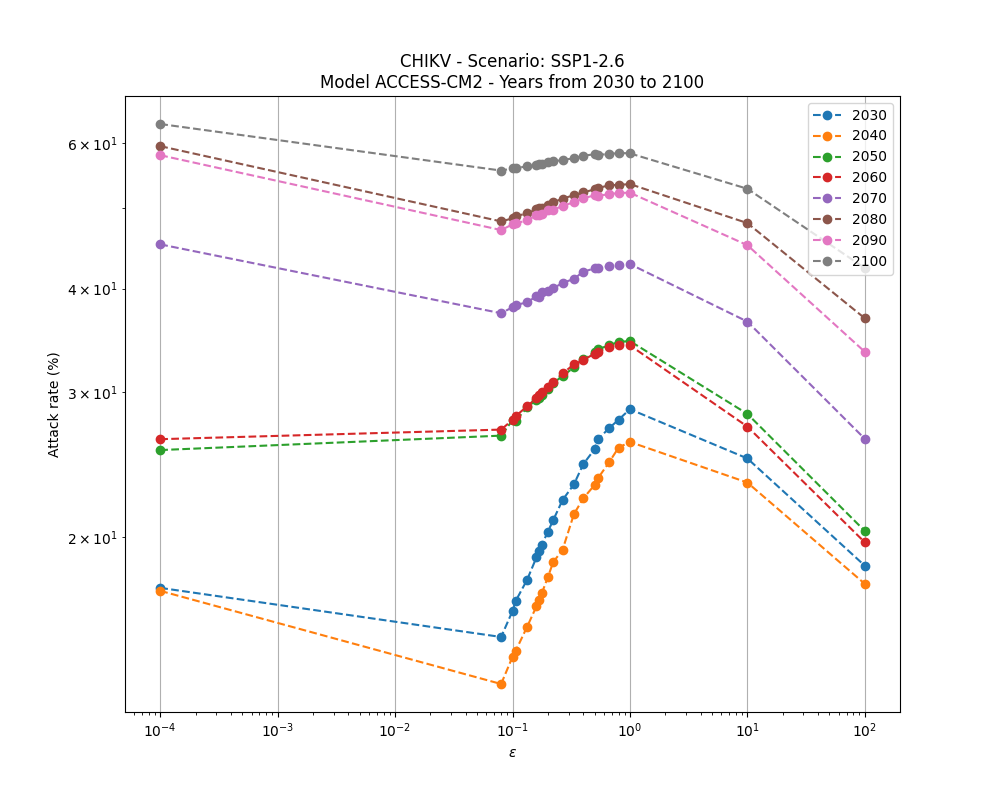 CHIKV - Scenario: SSP1-2.6
Model ACCESS-CM2 - Years from 2030 to 2100
Attack rate (%)
6 × 10¹
4 × 10¹
3 × 10¹
2 × 10¹
2030
2040
2050
2060
2070
2080
2090
2100
10⁻⁴
10⁻³
10⁻²
10⁻¹
10⁰
10¹
10²
ε